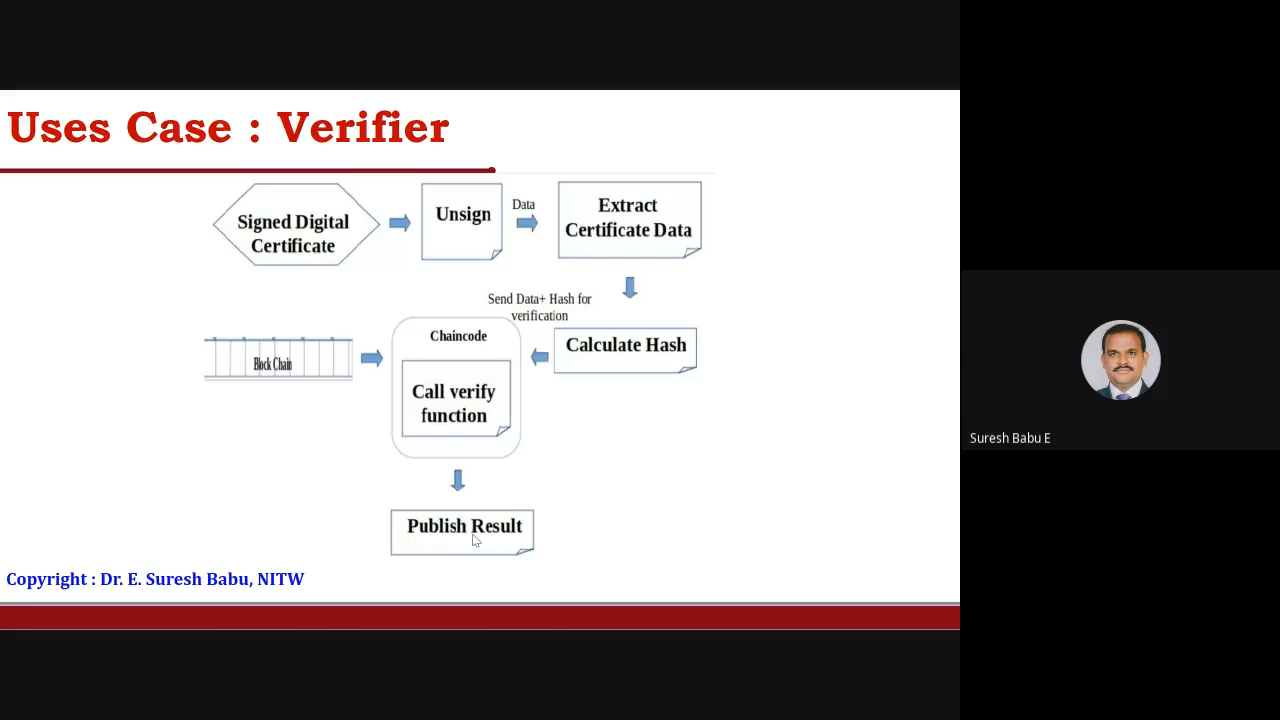 Uses Case : Verifier
Signed Digital
Certificate
Unsign
Data
Extract
Certificate Data
Send Data+ Hash for
verification
Block Chain
Chaincode
Call verify
function
Calculate Hash
Publish Result
Suresh Babu E
Copyright : Dr. E. Suresh Babu, NITW